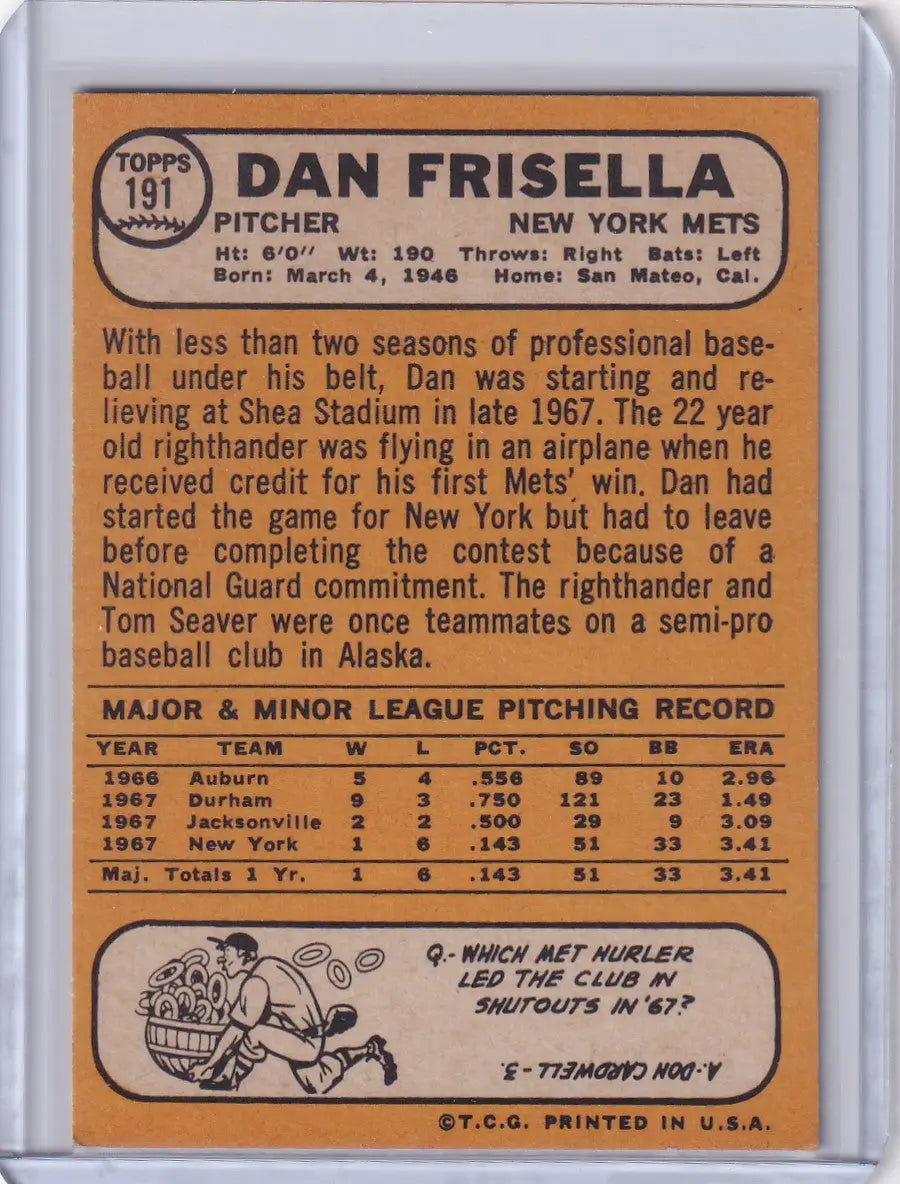 TOPPS
191
DAN FRISELLA
PITCHER NEW YORK METS
Ht: 6'0" Wt: 190 Throws: Right Bats: Left
Born: March 4, 1946 Home: San Mateo, Cal.
With less than two seasons of professional base-
ball under his belt, Dan was starting and re-
lieving at Shea Stadium in late 1967. The 22 year
old righthander was flying in an airplane when he
received credit for his first Mets' win. Dan had
started the game for New York but had to leave
before completing the contest because of a
National Guard commitment. The righthander and
Tom Seaver were once teammates on a semi-pro
baseball club in Alaska.
MAJOR & MINOR LEAGUE PITCHING RECORD
YEAR TEAM W L PCT. SO BB ERA
1966 Auburn 5 4 .556 89 10 2.96
1967 Durham 9 3 .750 121 23 1.49
1967 Jacksonville 2 2 .500 29 9 3.09
1967 New York 1 6 .143 51 33 3.41
Maj. Totals 1 Yr. 1 6 .143 51 33 3.41
Q.- WHICH MET HURLER
LED THE CLUB IN
SHUTOUTS IN '67?
A.- DON CARDWELL - 3.
©T.C.G. PRINTED IN U.S.A.